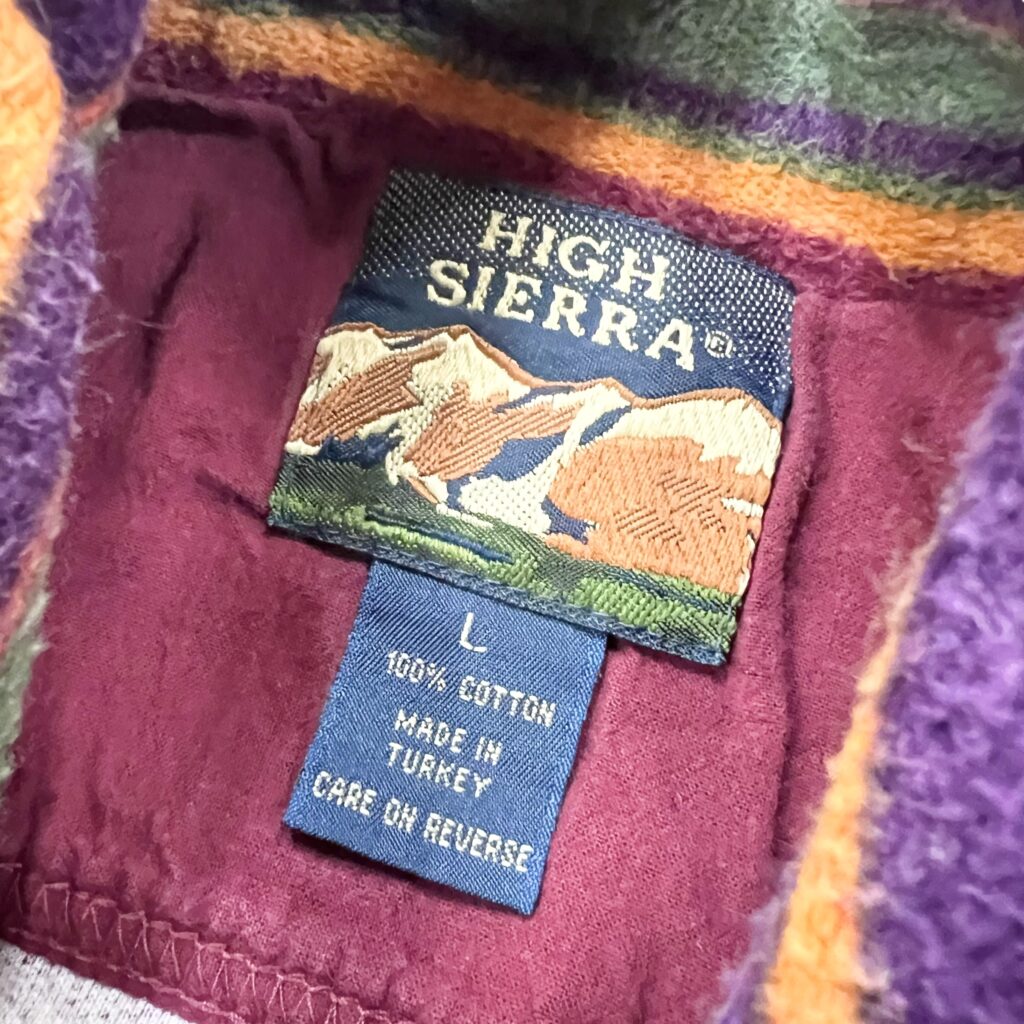 HIGH
SIERRA®
L
100% COTTON
MADE IN
TURKEY
CARE ON REVERSE